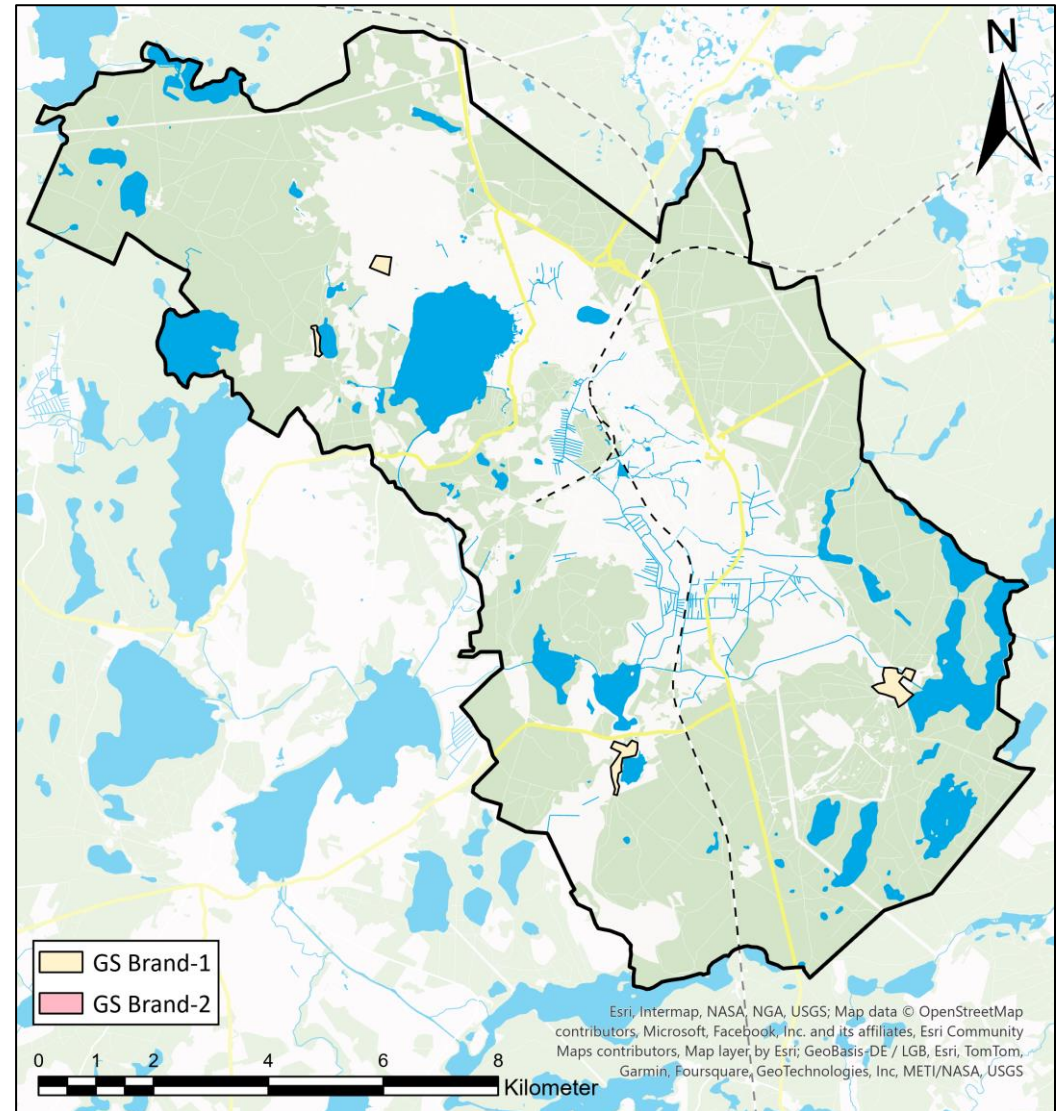 N
GS Brand-1
GS Brand-2
Esri, Intermap, NASA, NGA, USGS; Map data © OpenStreetMap
contributors, Microsoft, Facebook, Inc. and its affiliates, Esri Community
Maps contributors, Map layer by Esri; GeoBasis-DE / LGB, Esri, TomTom,
Garmin, Foursquare, GeoTechnologies, Inc, METI/NASA, USGS
0 1 2 4 6 8
Kilometer